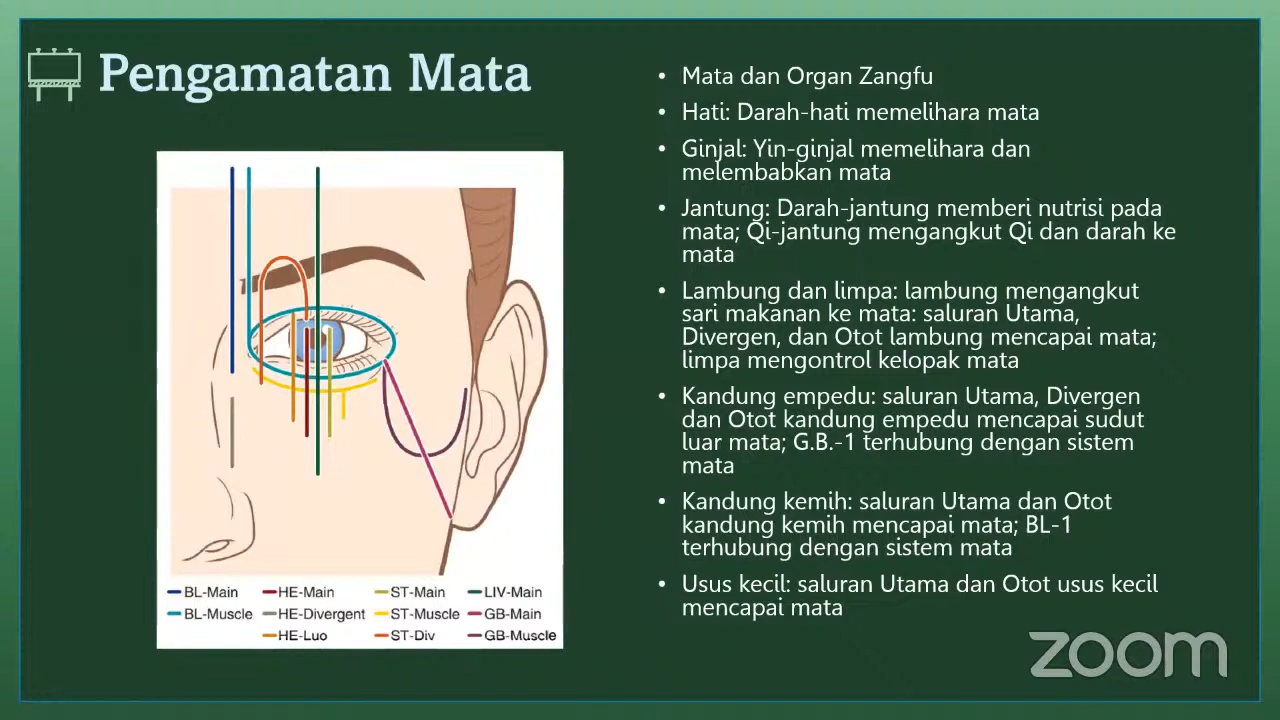 Pengamatan Mata
• Mata dan Organ Zangfu
• Hati: Darah-hati memelihara mata
• Ginjal: Yin-ginjal memelihara dan
melembabkan mata
• Jantung: Darah-jantung memberi nutrisi pada
mata; Qi-jantung mengangkut Qi dan darah ke
mata
• Lambung dan limpa: lambung mengangkut
sari makanan ke mata: saluran Utama,
Divergen, dan Otot lambung mencapai mata;
limpa mengontrol kelopak mata
• Kandung empedu: saluran Utama, Divergen
dan Otot kandung empedu mencapai sudut
luar mata; G.B.-1 terhubung dengan sistem
mata
• Kandung kemih: saluran Utama dan Otot
kandung kemih mencapai mata; BL-1
terhubung dengan sistem mata
• Usus kecil: saluran Utama dan Otot usus kecil
mencapai mata
BL-Main HE-Main ST-Main LIV-Main
BL-Muscle HE-Divergent ST-Muscle GB-Main
HE-Luo ST-Div GB-Muscle
zoom